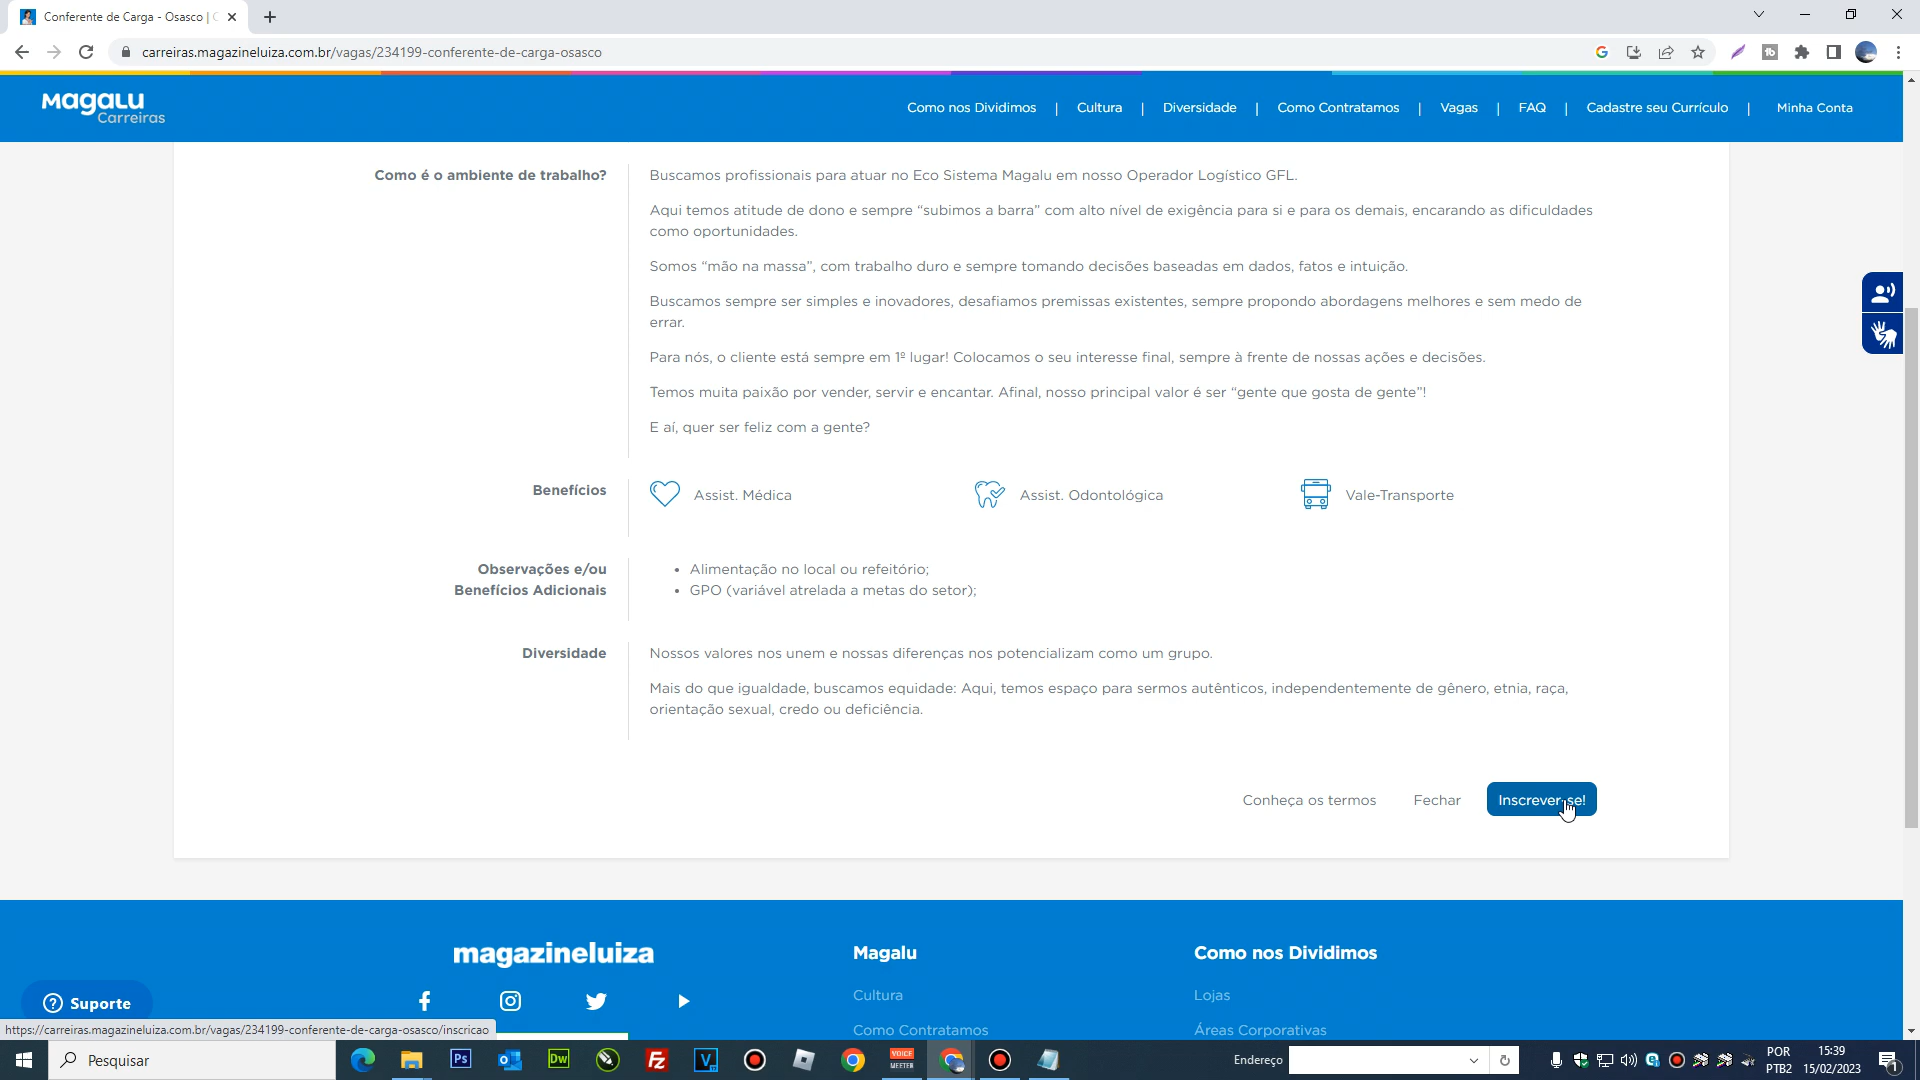 Conferente de Carga - Osasco |
carreiras.magazineluiza.com.br/vagas/234199-conferente-de-carga-osasco
Magalu
Carreiras
Como nos Dividimos | Cultura | Diversidade | Como Contratamos | Vagas | FAQ | Cadastre seu Currículo | Minha Conta
Como é o ambiente de trabalho?
Buscamos profissionais para atuar no Eco Sistema Magalu em nosso Operador Logístico GFL.
Aqui temos atitude de dono e sempre “subimos a barra” com alto nível de exigência para si e para os demais, encarando as dificuldades
como oportunidades.
Somos “mão na massa”, com trabalho duro e sempre tomando decisões baseadas em dados, fatos e intuição.
Buscamos sempre ser simples e inovadores, desafiamos premissas existentes, sempre propondo abordagens melhores e sem medo de
errar.
Para nós, o cliente está sempre em 1º lugar! Colocamos o seu interesse final, sempre à frente de nossas ações e decisões.
Temos muita paixão por vender, servir e encantar. Afinal, nosso principal valor é ser “gente que gosta de gente”!
E aí, quer ser feliz com a gente?
Benefícios
Assist. Médica
Assist. Odontológica
Vale-Transporte
Observações e/ou
Benefícios Adicionais
• Alimentação no local ou refeitório;
• GPO (variável atrelada a metas do setor);
Diversidade
Nossos valores nos unem e nossas diferenças nos potencializam como um grupo.
Mais do que igualdade, buscamos equidade: Aqui, temos espaço para sermos autênticos, independentemente de gênero, etnia, raça,
orientação sexual, credo ou deficiência.
Conheça os termos
Fechar
Inscrever-se!
magazineluiza
Magalu
Como nos Dividimos
Cultura
Lojas
Suporte
Como Contratamos
Áreas Corporativas
https://carreiras.magazineluiza.com.br/vagas/234199-conferente-de-carga-osasco/inscricao
Pesquisar
Ps
Dw
Fz
VOICE
MEETER
Endereço
POR
PTB2
15:39
15/02/2023
1